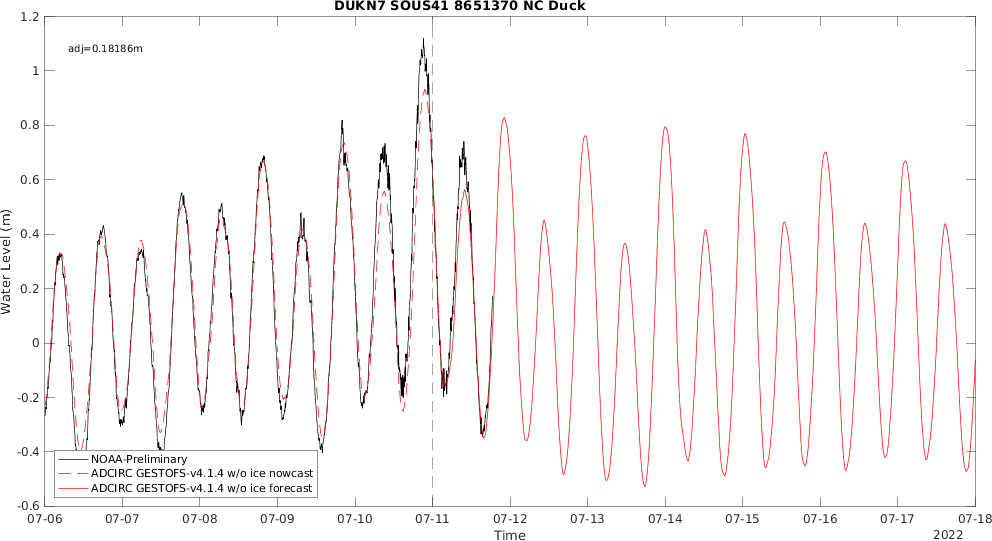 DUKN7 SOUS41 8651370 NC Duck
adj=0.18186m
Water Level (m)
1.2
1
0.8
0.6
0.4
0.2
0
-0.2
-0.4
-0.6
NOAA-Preliminary
ADCIRC GESTOFS-v4.1.4 w/o ice nowcast
ADCIRC GESTOFS-v4.1.4 w/o ice forecast
07-06 07-07 07-08 07-09 07-10 07-11 07-12 07-13 07-14 07-15 07-16 07-17 07-18
Time
2022